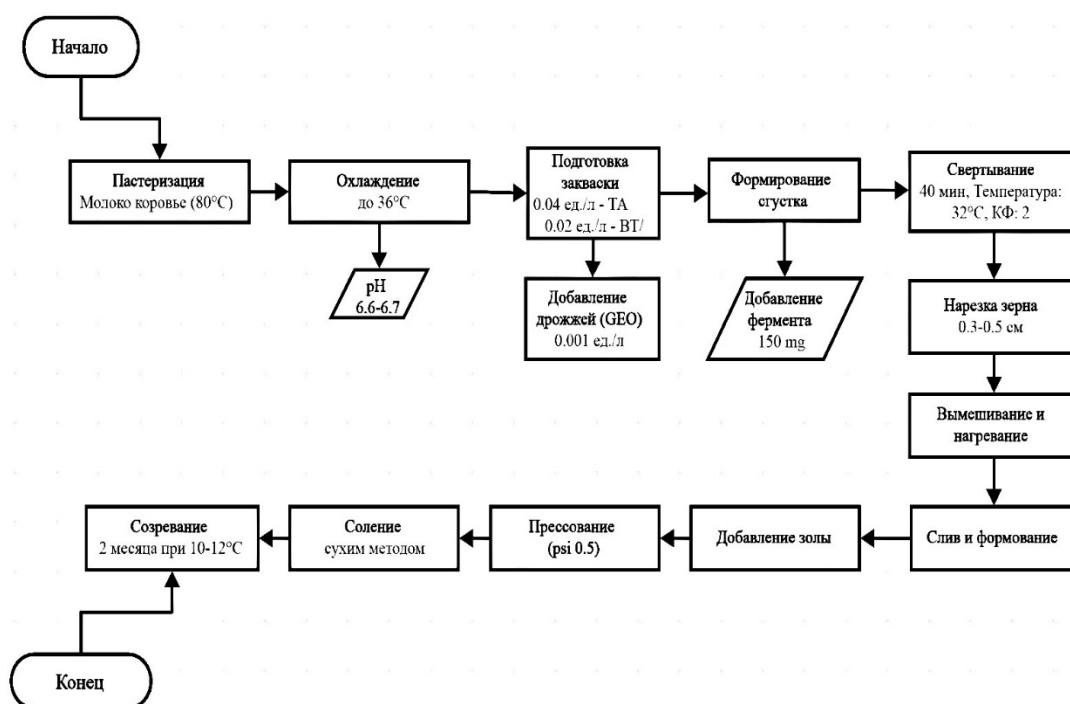 Начало
Пастеризация
Молоко коровье (80°C)
Охлаждение
до 36°C
pH
6.6-6.7
Подготовка
закваски
0.04 ед./л - ТА
0.02 ед./л - ВТ/
Добавление
дрожжей (GEO)
0.001 ед./л
Формирование
сгустка
Добавление
фермента
150 mg
Свертывание
40 мин, Температура:
32°C, КФ: 2
Нарезка зерна
0.3-0.5 см
Вымешивание и
нагревание
Слив и формование
Добавление золы
Прессование
(psi 0.5)
Соление
сухим методом
Созревание
2 месяца при 10-12°C
Конец